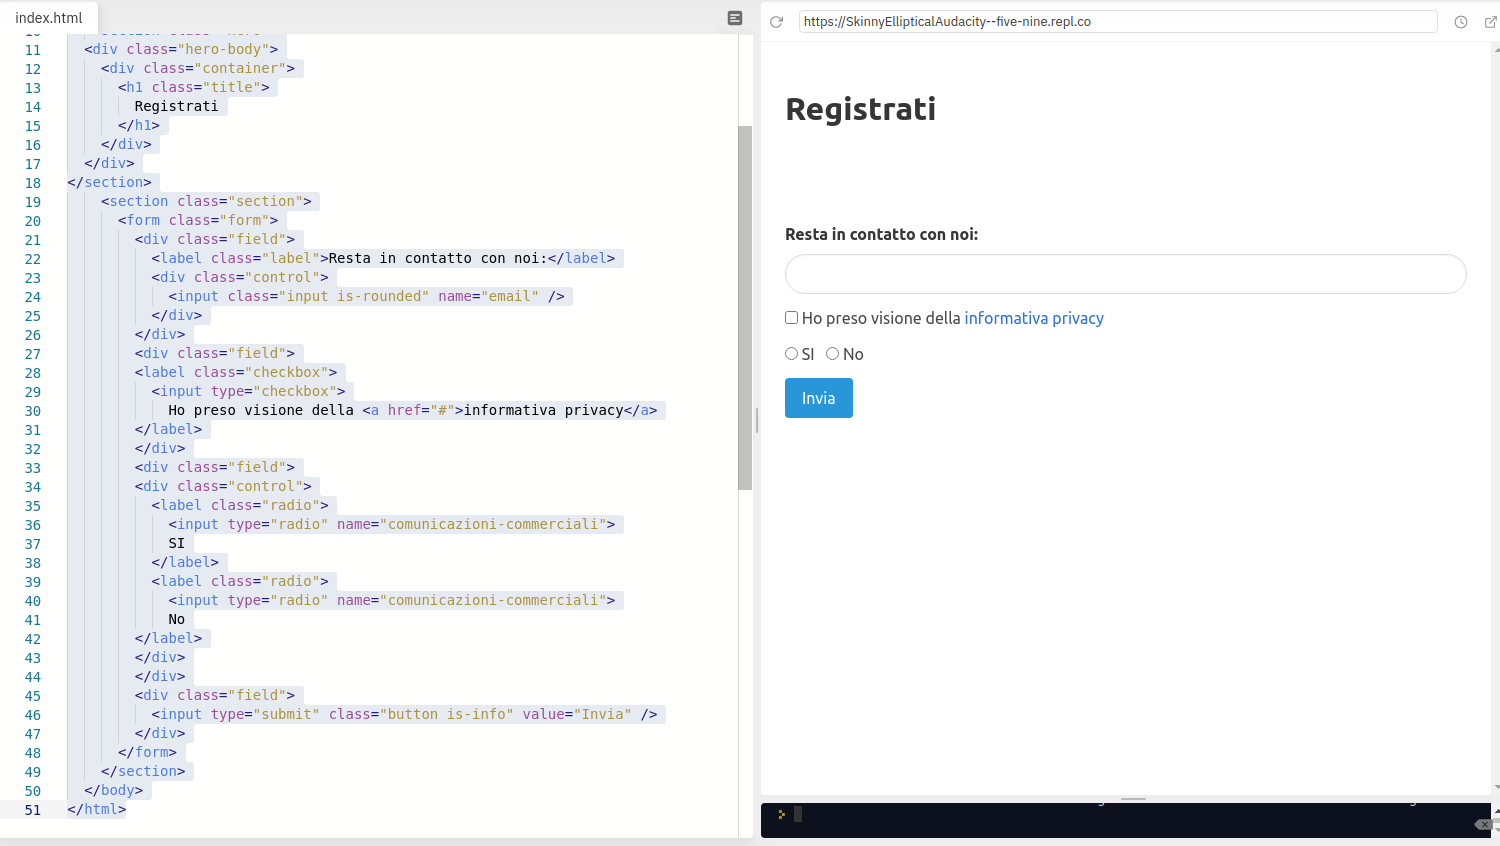 index.html
https://SkinnyEllipticalAudacity--five-nine.repl.co
11 <div class="hero-body">
12 <div class="container">
13 <h1 class="title">
14 Registrati
15 </h1>
16 </div>
17 </div>
18 </section>
19 <section class="section">
20 <form class="form">
21 <div class="field">
22 <label class="label">Resta in contatto con noi:</label>
23 <div class="control">
24 <input class="input is-rounded" name="email" />
25 </div>
26 </div>
27 <div class="field">
28 <label class="checkbox">
29 <input type="checkbox">
30 Ho preso visione della <a href="#">informativa privacy</a>
31 </label>
32 </div>
33 <div class="field">
34 <div class="control">
35 <label class="radio">
36 <input type="radio" name="comunicazioni-commerciali">
37 SI
38 </label>
39 <label class="radio">
40 <input type="radio" name="comunicazioni-commerciali">
41 No
42 </label>
43 </div>
44 </div>
45 <div class="field">
46 <input type="submit" class="button is-info" value="Invia" />
47 </div>
48 </form>
49 </section>
50 </body>
51 </html>
Registrati
Resta in contatto con noi:
Ho preso visione della informativa privacy
SI No
Invia